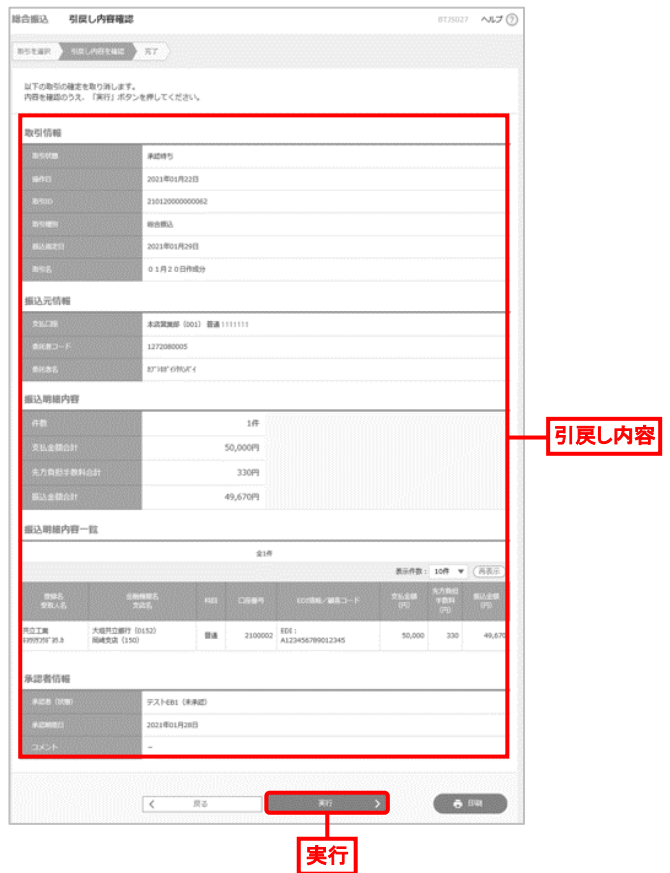 総合振込 引戻し内容確認 BTJS027 ヘルプ ?
取引を選択 引戻し内容を確認 完了
以下の取引の確定を取り消します。
内容を確認のうえ、「実行」ボタンを押してください。
取引情報
取引状態 承認待ち
操作日 2021年01月22日
取引ID 210120000000062
取引種別 総合振込
振込指定日 2021年01月29日
取引名 01月20日作成分
振込元情報
支払口座 本店営業部 (001) 普通 1111111
委託者コード 1272080005
委託者名
振込明細内容
件数 1件
支払金額合計 50,000円
先方負担手数料合計 330円
振込金額合計 49,670円
引戻し内容
振込明細内容一覧
全1件
表示件数: 10件 ▼ (再表示)
登録名 金融機関名 科目 口座番号 EDI情報/顧客コード 支払金額 先方負担 振込金額
受取人名 支店名 (円) 手数料 (円)
(円)
共立工業 大垣共立銀行 (0152) 普通 2100002 EDI: 50,000 330 49,670
岡崎支店 (150) A123456789012345
承認者情報
承認者 (状態) テストEB1 (未承認)
承認期限日 2021年01月28日
コメント －
戻る 実行 印刷
実行